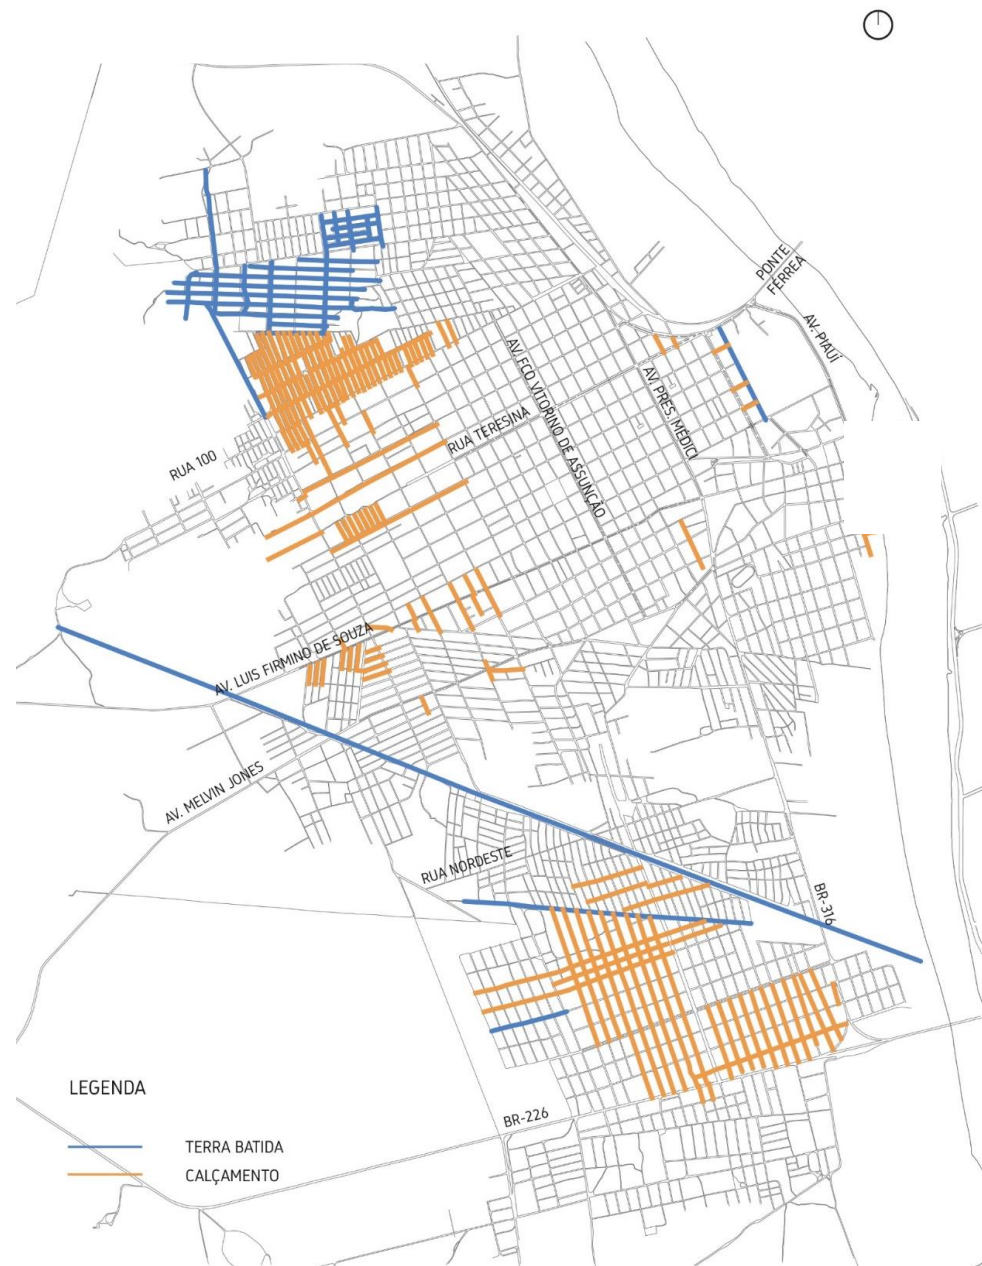 PONTE
FERREA
AV. PIAUÍ
AV. FCO VITORINO DE ASSUNÇÃO
AV. PRES. MÉDICI
RUA TERESINA
RUA 100
AV. LUIS FIRMINO DE SOUZA
AV. MELVIN JONES
RUA NORDESTE
BR-316
LEGENDA
BR-226
TERRA BATIDA
CALÇAMENTO